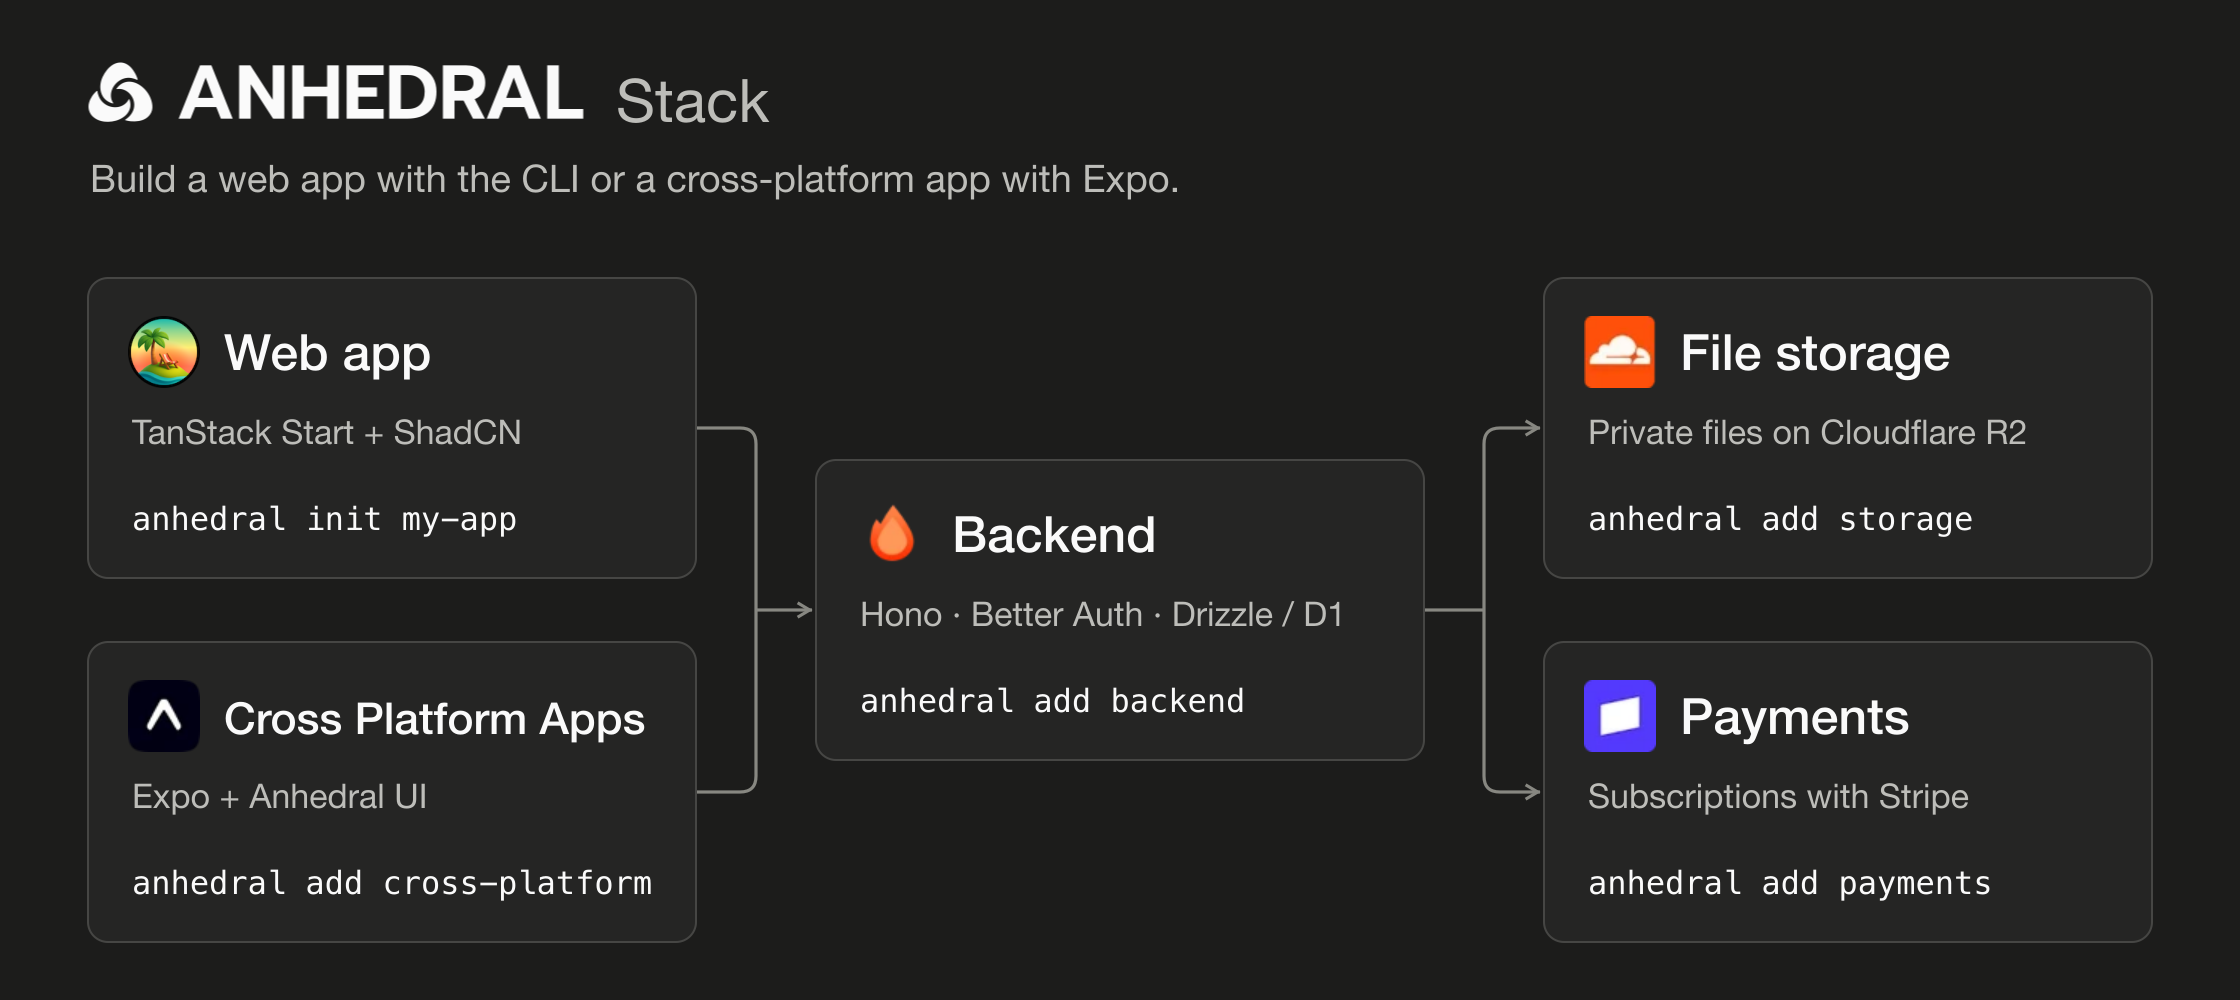 ANHEDRAL Stack
Build a web app with the CLI or a cross-platform app with Expo.
Web app
TanStack Start + ShadCN
anhedral init my-app
Cross Platform Apps
Expo + Anhedral UI
anhedral add cross-platform
Backend
Hono · Better Auth · Drizzle / D1
anhedral add backend
File storage
Private files on Cloudflare R2
anhedral add storage
Payments
Subscriptions with Stripe
anhedral add payments